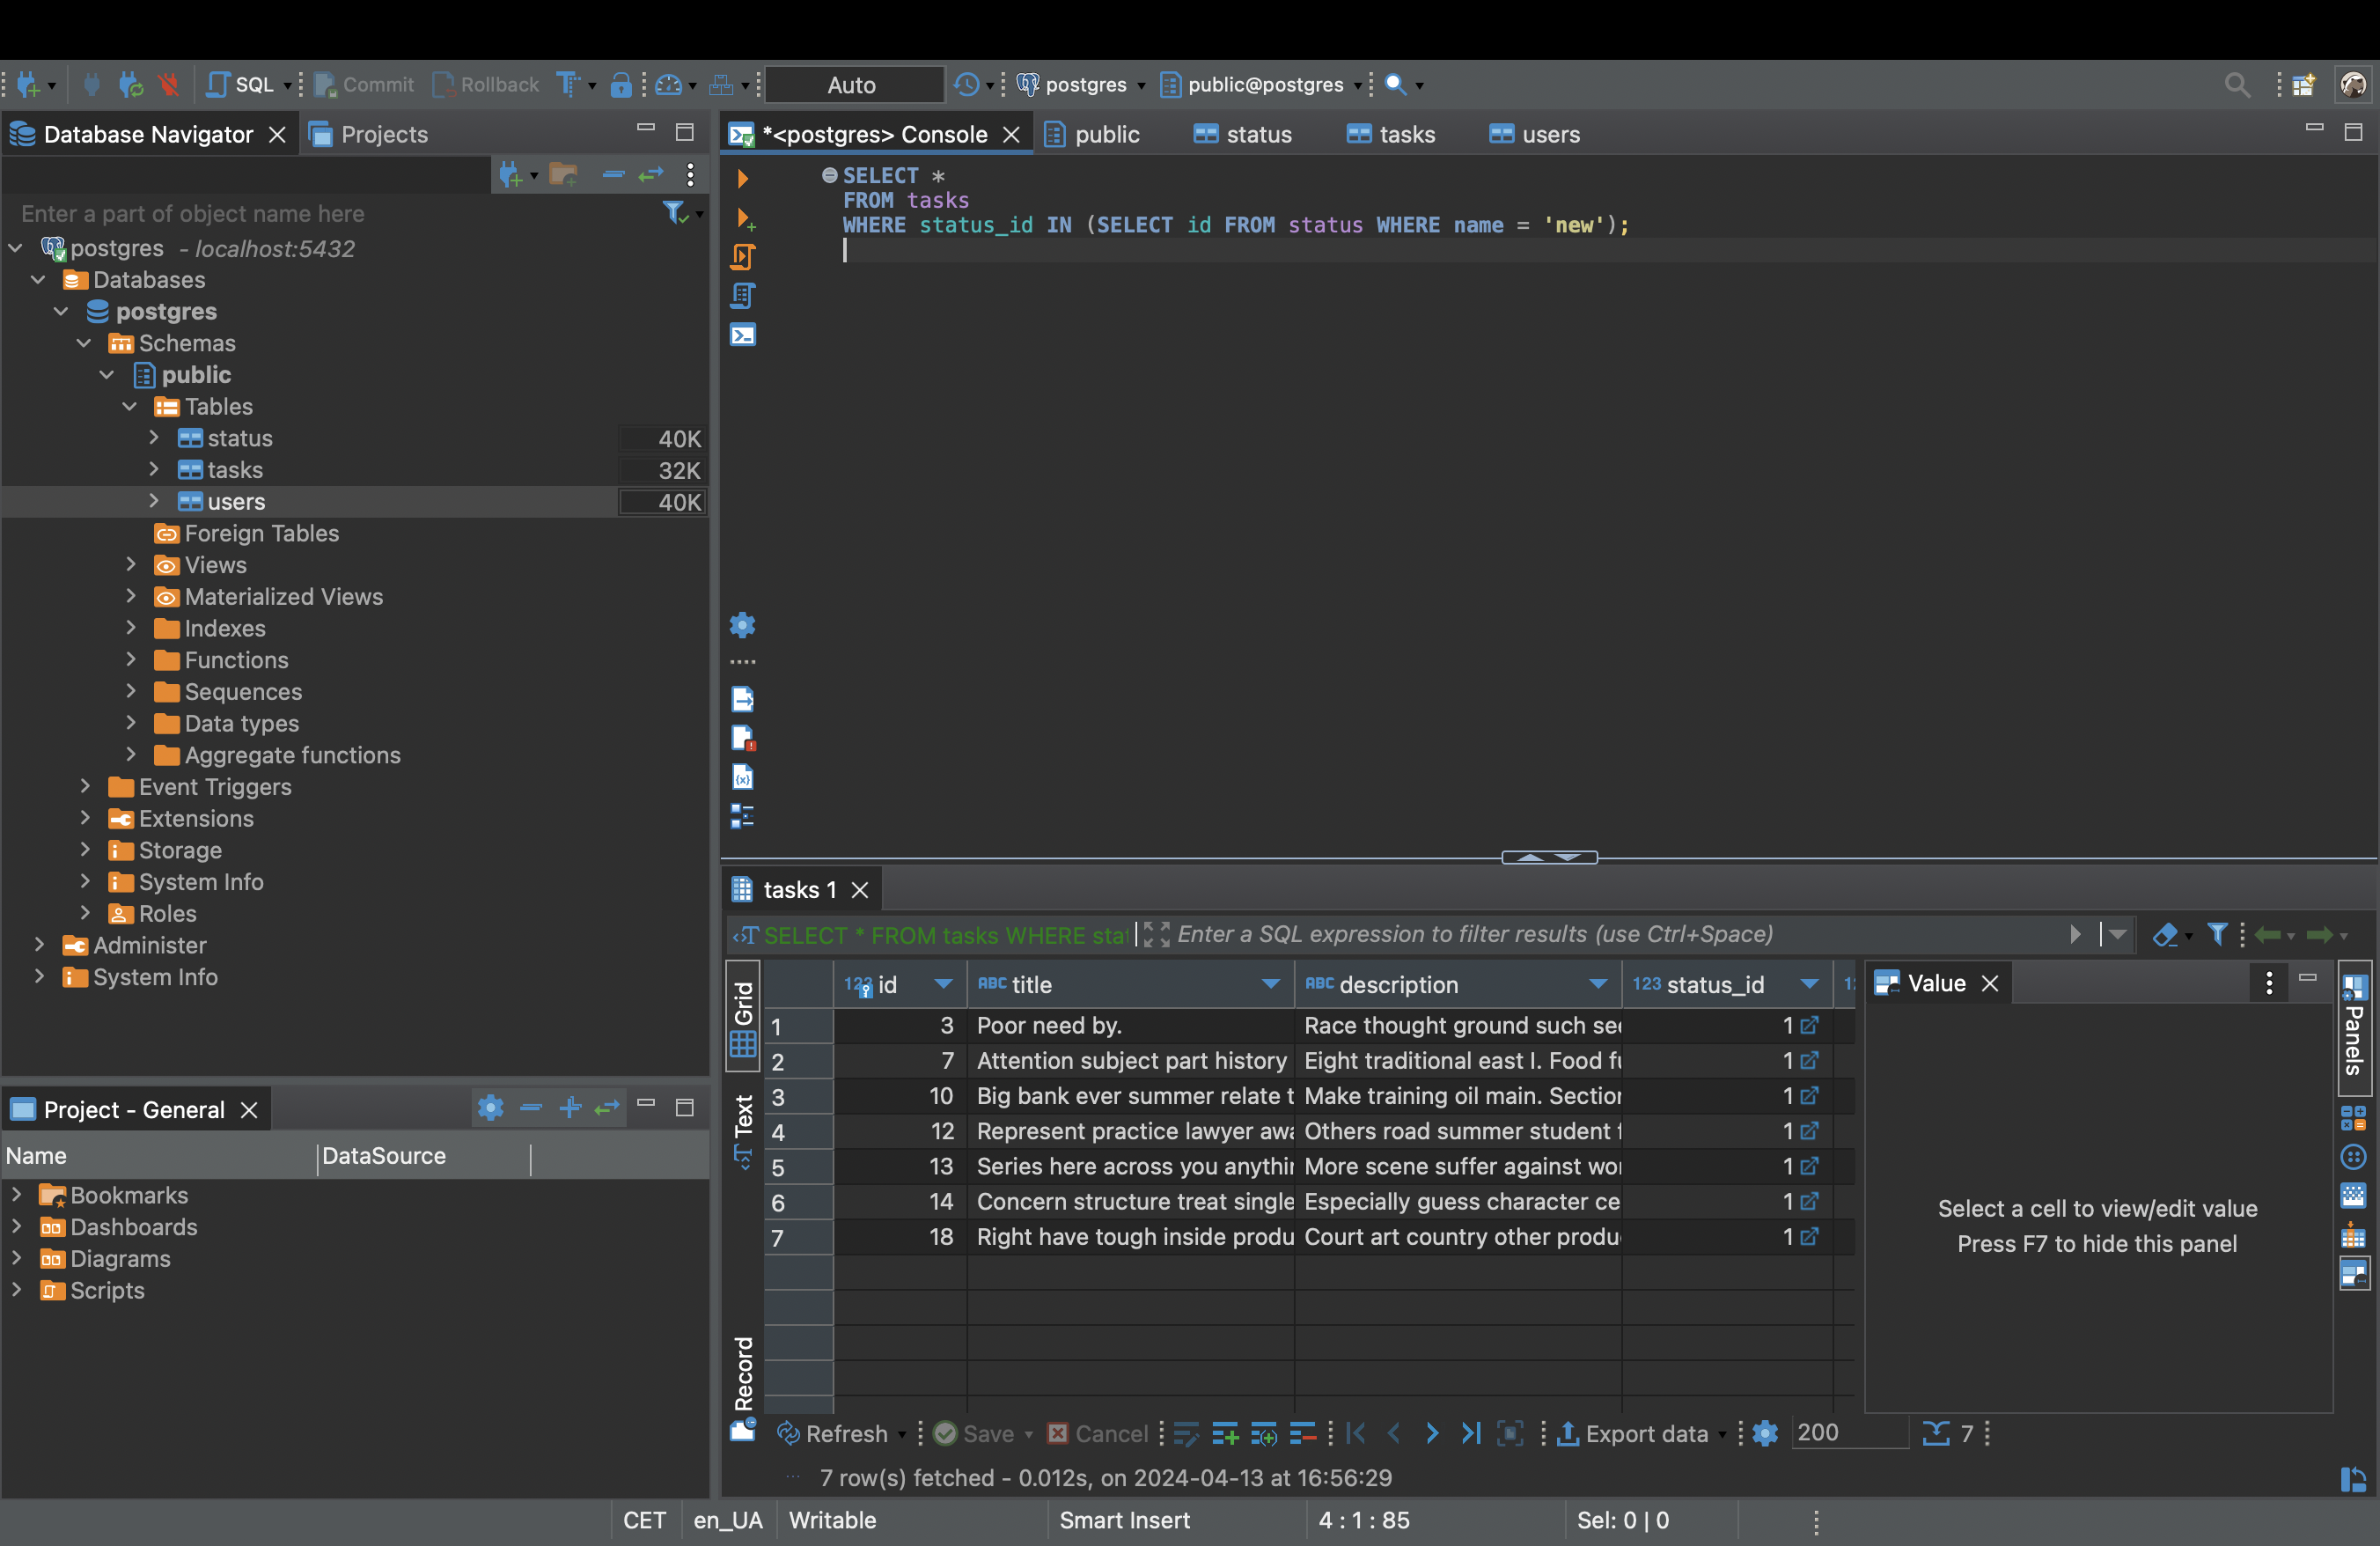 SQL
Commit
Rollback
Auto
postgres
public@postgres
Database Navigator
Projects
Enter a part of object name here
postgres - localhost:5432
Databases
postgres
Schemas
public
Tables
status 40K
tasks 32K
users 40K
Foreign Tables
Views
Materialized Views
Indexes
Functions
Sequences
Data types
Aggregate functions
Event Triggers
Extensions
Storage
System Info
Roles
Administer
System Info
Project - General
Name DataSource
Bookmarks
Dashboards
Diagrams
Scripts
*<postgres> Console
public
status
tasks
users
SELECT *
FROM tasks
WHERE status_id IN (SELECT id FROM status WHERE name = 'new');
tasks 1
SELECT * FROM tasks WHERE stat
Enter a SQL expression to filter results (use Ctrl+Space)
Grid
Text
Record
123 id ABC title ABC description 123 status_id
1 3 Poor need by. Race thought ground such see 1
2 7 Attention subject part history Eight traditional east I. Food fu 1
3 10 Big bank ever summer relate t Make training oil main. Section 1
4 12 Represent practice lawyer awa Others road summer student f 1
5 13 Series here across you anythin More scene suffer against wor 1
6 14 Concern structure treat single Especially guess character ce 1
7 18 Right have tough inside produ Court art country other produ 1
Value
Select a cell to view/edit value
Press F7 to hide this panel
Panels
Refresh
Save
Cancel
Export data
200
7
7 row(s) fetched - 0.012s, on 2024-04-13 at 16:56:29
CET
en_UA
Writable
Smart Insert
4 : 1 : 85
Sel: 0 | 0